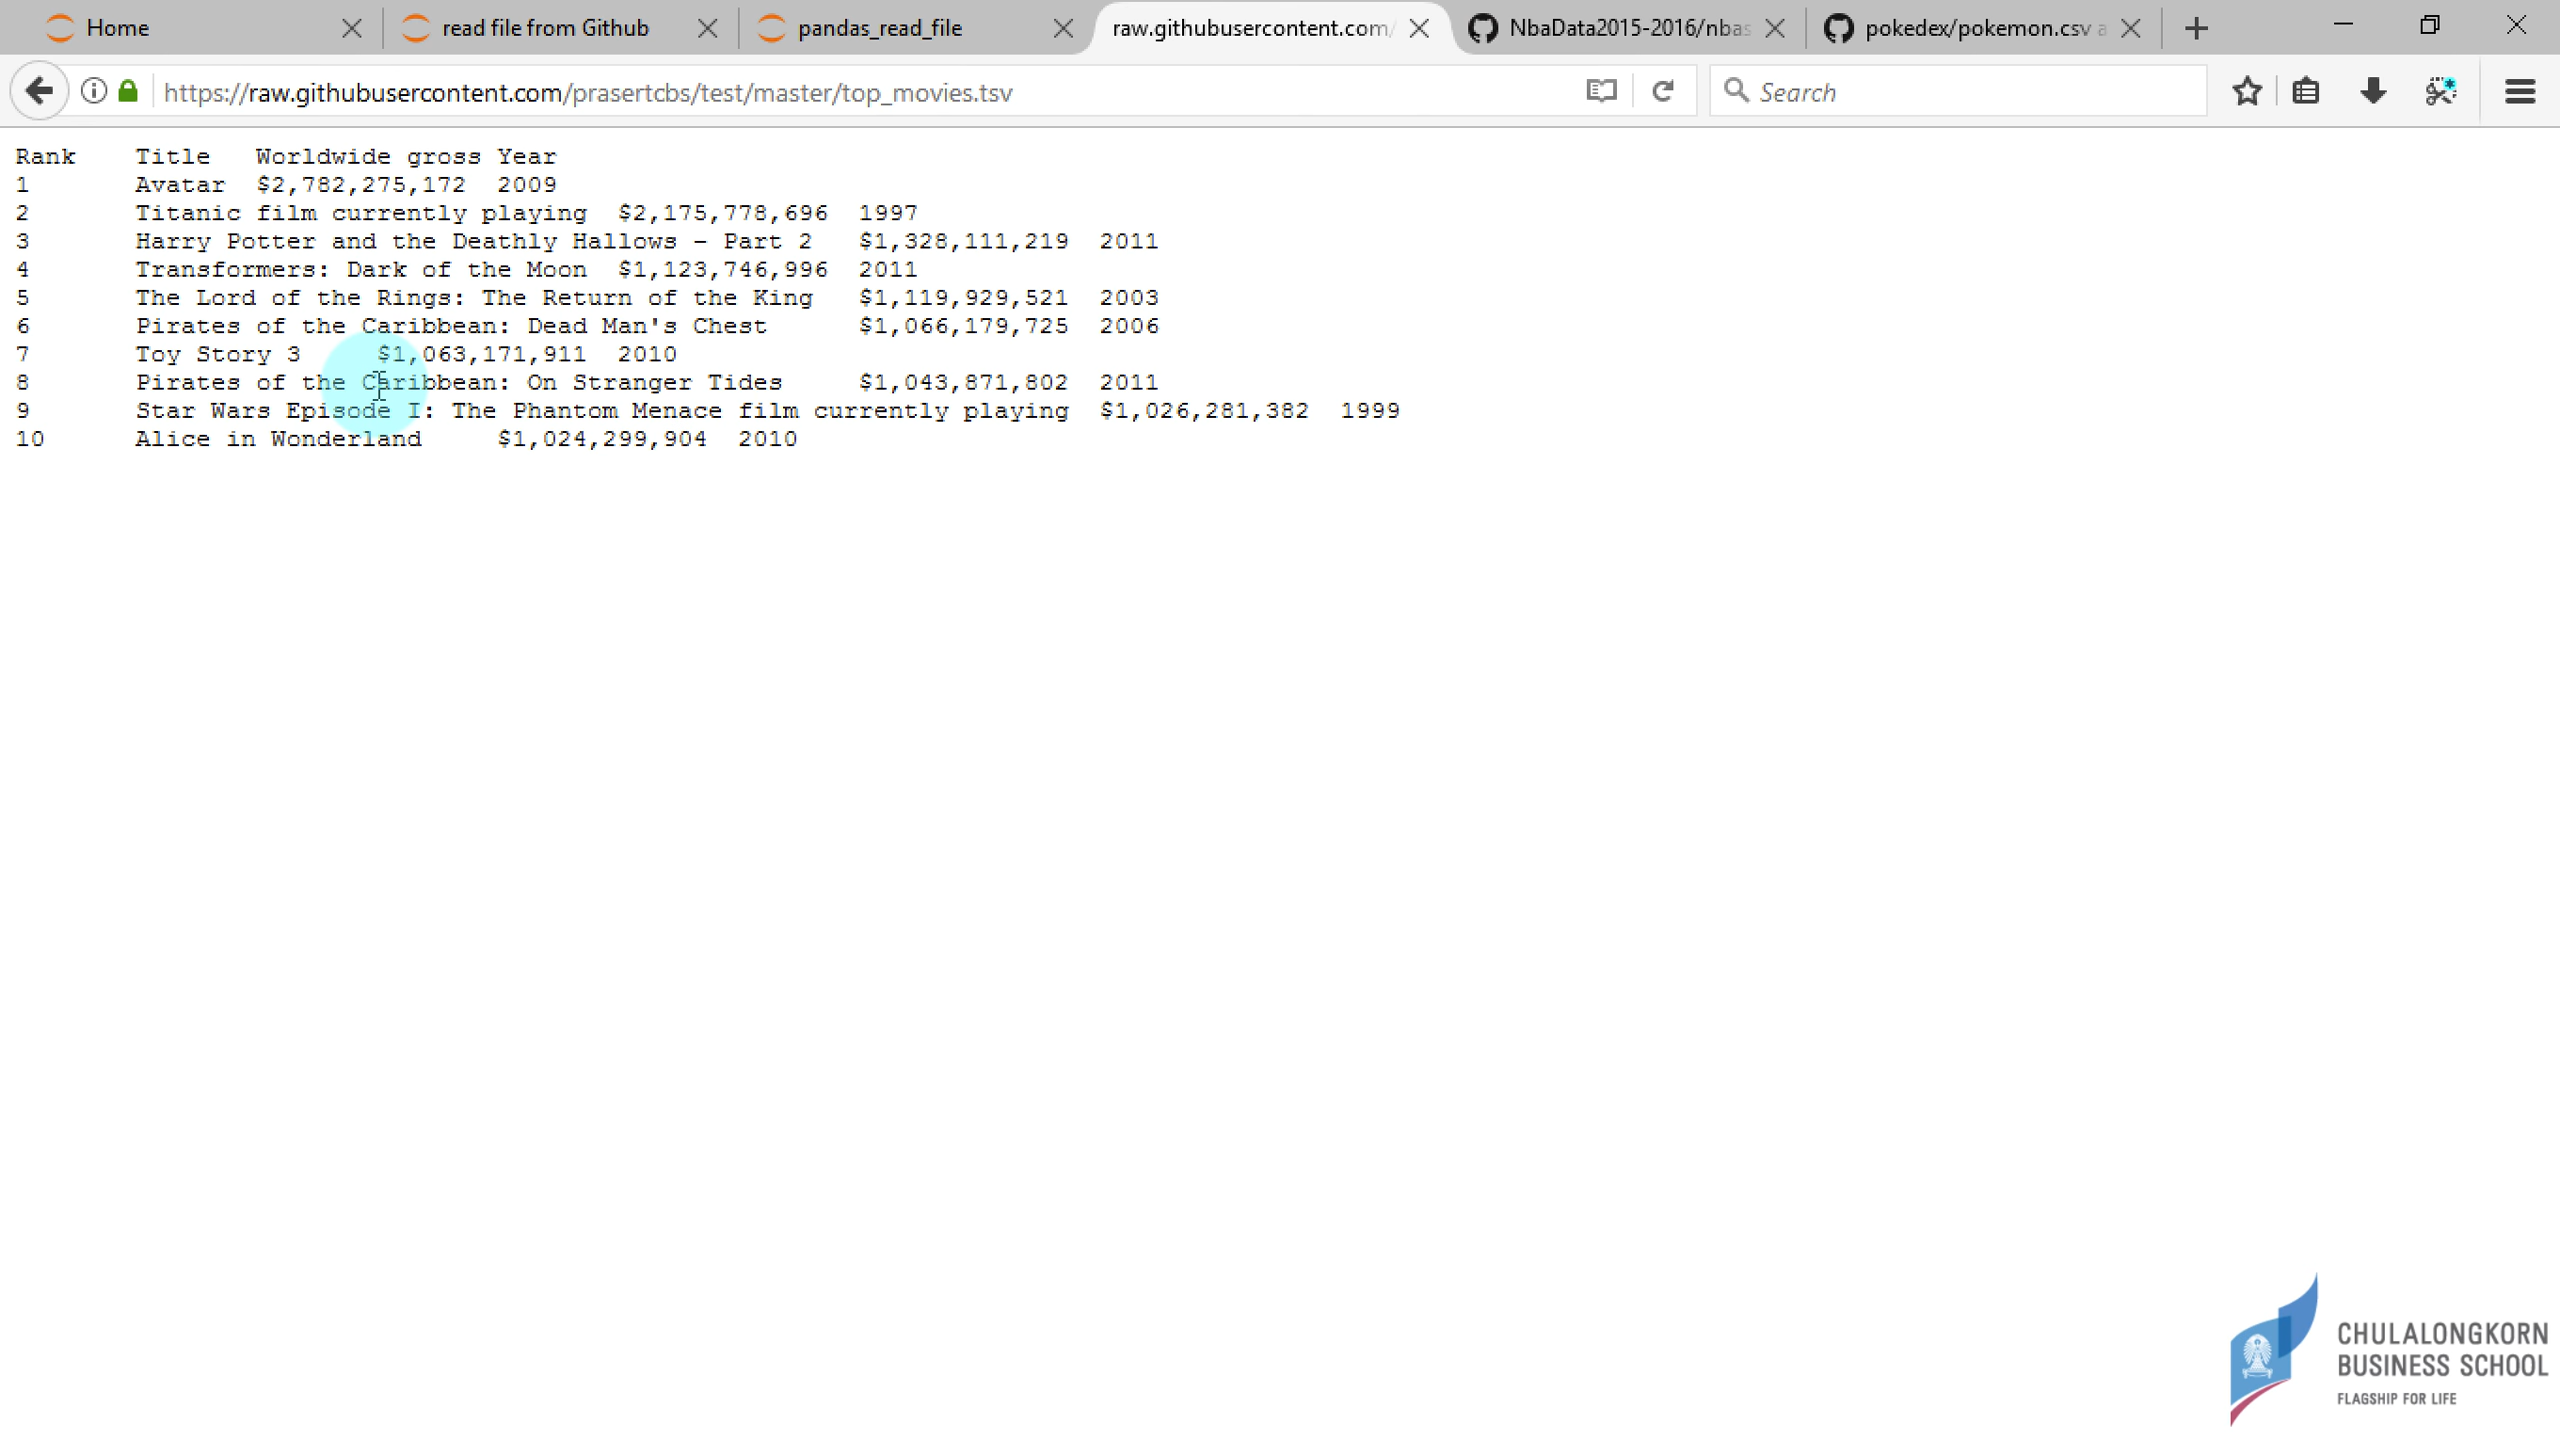 Home
read file from Github
pandas_read_file
raw.githubusercontent.com/
NbaData2015-2016/nbas
pokedex/pokemon.csv a
https://raw.githubusercontent.com/prasertcbs/test/master/top_movies.tsv
Search
Rank Title Worldwide gross Year
1 Avatar $2,782,275,172 2009
2 Titanic film currently playing $2,175,778,696 1997
3 Harry Potter and the Deathly Hallows – Part 2 $1,328,111,219 2011
4 Transformers: Dark of the Moon $1,123,746,996 2011
5 The Lord of the Rings: The Return of the King $1,119,929,521 2003
6 Pirates of the Caribbean: Dead Man's Chest $1,066,179,725 2006
7 Toy Story 3 $1,063,171,911 2010
8 Pirates of the Caribbean: On Stranger Tides $1,043,871,802 2011
9 Star Wars Episode I: The Phantom Menace film currently playing $1,026,281,382 1999
10 Alice in Wonderland $1,024,299,904 2010
CHULALONGKORN
BUSINESS SCHOOL
FLAGSHIP FOR LIFE